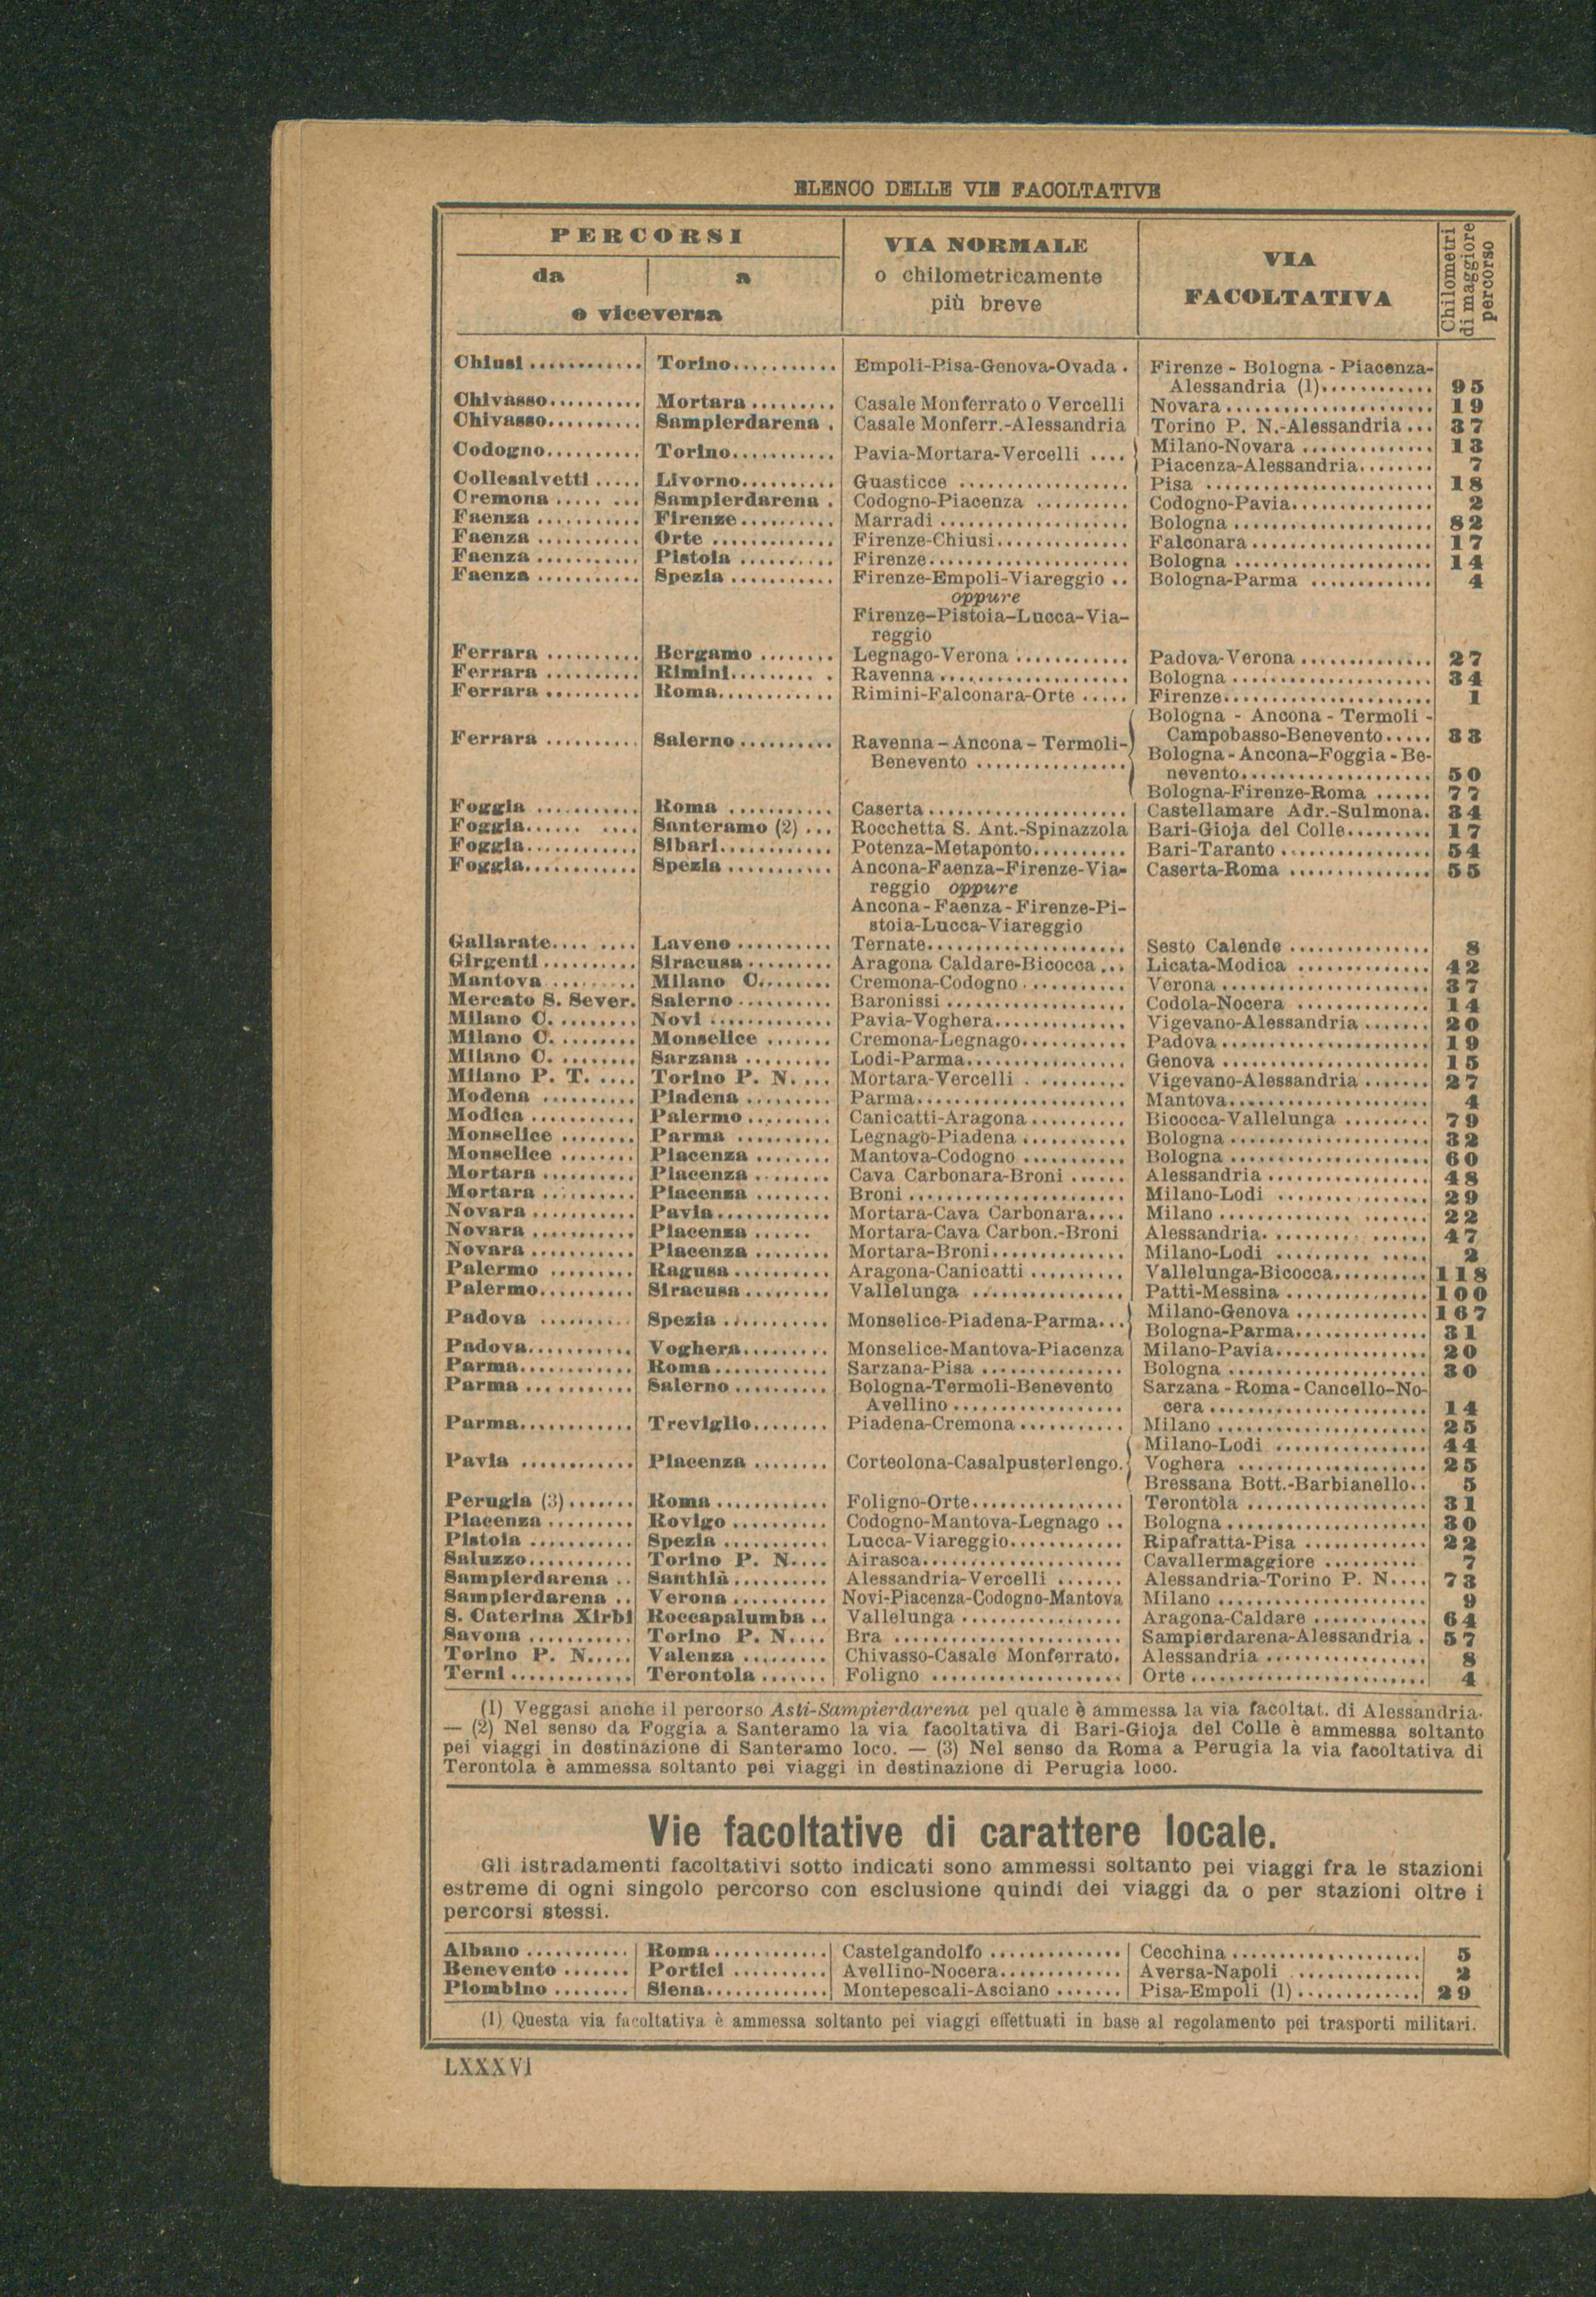 ELENCO DELLE VIE FACOLTATIVE
PERCORSI
da
a
e viceversa
VIA NORMALE
o chilometricamente
più breve
VIA
FACOLTATIVA
Chilometri
di maggiore
percorso
Chiusi ............ Torino........... Empoli-Pisa-Genova-Ovada . Firenze - Bologna - Piacenza-
Alessandria (1)............ 95
Chivasso.......... Mortara ......... Casale Monferrato o Vercelli Novara ...................... 19
Chivasso.......... Sampierdarena . Casale Monferr.-Alessandria Torino P. N.-Alessandria ... 37
Milano-Novara .............. 13
Codogno.......... Torino........... Pavia-Mortara-Vercelli ....
Piacenza-Alessandria........ 7
Collesalvetti ..... Livorno.......... Guasticce .................. Pisa ........................ 18
Cremona ..... ... Sampierdarena . Codogno-Piacenza .......... Codogno-Pavia............... 2
Faenza ........... Firenze.......... Marradi .................... Bologna ..................... 82
Faenza ........... Orte ............. Firenze-Chiusi.............. Falconara ................... 17
Faenza ........... Pistoia .......... Firenze..................... Bologna ..................... 14
Faenza ........... Spezia ........... Firenze-Empoli-Viareggio .. Bologna-Parma ............. 4
oppure
Firenze-Pistoia-Lucca-Via-
reggio
Ferrara .......... Bergamo ........ Legnago-Verona ............ Padova-Verona .............. 27
Ferrara .......... Rimini......... . Ravenna .................... Bologna ..................... 34
Ferrara .......... Roma............ Rimini-Falconara-Orte ..... Firenze...................... 1
Bologna - Ancona - Termoli -
Ferrara .......... Salerno .......... Ravenna - Ancona - Termoli- Campobasso-Benevento..... 33
Benevento ................ Bologna - Ancona-Foggia - Be-
nevento.................... 50
Bologna-Firenze-Roma ...... 77
Foggia ........... Roma ........... Caserta ..................... Castellamare Adr.-Sulmona. 34
Foggia...... .... Santeramo (2) ... Rocchetta S. Ant.-Spinazzola Bari-Gioja del Colle......... 17
Foggia............ Sibari............ Potenza-Metaponto.......... Bari-Taranto ................ 54
Foggia............ Spezia ........... Ancona-Faenza-Firenze-Via- Caserta-Roma ............... 55
reggio oppure
Ancona - Faenza - Firenze-Pi-
stoia-Lucca-Viareggio
Gallarate.... .... Laveno .......... Ternate..................... Sesto Calende ............... 8
Girgenti .......... Siracusa ......... Aragona Caldare-Bicocca ... Licata-Modica .............. 42
Mantova ......... Milano C........ Cremona-Codogno ........... Verona ...................... 37
Mercato S. Sever. Salerno .......... Baronissi ................... Codola-Nocera .............. 14
Milano C. ........ Novi ............. Pavia-Voghera.............. Vigevano-Alessandria ....... 20
Milano C. ........ Monselice ....... Cremona-Legnago........... Padova ...................... 19
Milano C. ........ Sarzana ......... Lodi-Parma................. Genova ...................... 15
Milano P. T. .... Torino P. N. ... Mortara-Vercelli . ......... Vigevano-Alessandria ....... 27
Modena .......... Piadena ......... Parma...................... Mantova..................... 4
Modica ........... Palermo ......... Canicatti-Aragona .......... Bicocca-Vallelunga ......... 79
Monselice ........ Parma .......... Legnago-Piadena ........... Bologna ..................... 32
Monselice ........ Piacenza ........ Mantova-Codogno ........... Bologna ..................... 60
Mortara .......... Piacenza ........ Cava Carbonara-Broni ...... Alessandria ................. 48
Mortara .......... Piacenza ........ Broni ....................... Milano-Lodi ................ 29
Novara ........... Pavia............ Mortara-Cava Carbonara.... Milano ...................... 22
Novara ........... Piacenza ...... Mortara-Cava Carbon.-Broni Alessandria. ................ 47
Novara ........... Piacenza ........ Mortara-Broni.............. Milano-Lodi .......... ..... 2
Palermo ......... Ragusa .......... Aragona-Canicatti .......... Vallelunga-Bicocca.......... 118
Palermo.......... Siracusa ......... Vallelunga ................ Patti-Messina ............... 100
Milano-Genova .............. 167
Padova .......... Spezia ........... Monselice-Piadena-Parma...
Bologna-Parma.............. 31
Padova........... Voghera......... Monselice-Mantova-Piacenza Milano-Pavia................ 20
Parma............ Roma............ Sarzana-Pisa ............... Bologna ..................... 30
Parma ............ Salerno .......... Bologna-Termoli-Benevento Sarzana - Roma - Cancello-No-
Avellino .................. cera ....................... 14
Parma............ Treviglio........ Piadena-Cremona ........... Milano ...................... 25
Milano-Lodi ................ 44
Pavia ............ Piacenza ........ Corteolona-Casalpusterlengo. Voghera .................... 25
Bressana Bott.-Barbianello.. 5
Perugia (3)....... Roma ............ Foligno-Orte................ Terontola ................... 31
Piacenza ......... Rovigo .......... Codogno-Mantova-Legnago .. Bologna ..................... 30
Pistoia ........... Spezia ........... Lucca-Viareggio............ Ripafratta-Pisa ............. 22
Saluzzo........... Torino P. N.... Airasca..................... Cavallermaggiore .......... 7
Sampierdarena .. Santhià.......... Alessandria-Vercelli ....... Alessandria-Torino P. N.... 73
Sampierdarena .. Verona .......... Novi-Piacenza-Codogno-Mantova Milano ...................... 9
S. Caterina Xirbi Roccapalumba .. Vallelunga ................. Aragona-Caldare ............ 64
Savona ........... Torino P. N.... Bra ........................ Sampierdarena-Alessandria . 57
Torino P. N..... Valenza ......... Chivasso-Casale Monferrato. Alessandria ................. 8
Terni ............. Terontola ....... Foligno .................... Orte ......................... 4
(1) Veggasi anche il percorso Asti-Sampierdarena pel quale è ammessa la via facoltat. di Alessandria.
— (2) Nel senso da Foggia a Santeramo la via facoltativa di Bari-Gioja del Colle è ammessa soltanto
pei viaggi in destinazione di Santeramo loco. — (3) Nel senso da Roma a Perugia la via facoltativa di
Terontola è ammessa soltanto pei viaggi in destinazione di Perugia loco.
Vie facoltative di carattere locale.
Gli istradamenti facoltativi sotto indicati sono ammessi soltanto pei viaggi fra le stazioni
estreme di ogni singolo percorso con esclusione quindi dei viaggi da o per stazioni oltre i
percorsi stessi.
Albano ........... Roma ............ Castelgandolfo .............. Cecchina .................... 5
Benevento ....... Portici .......... Avellino-Nocera............. Aversa-Napoli .............. 2
Piombino ........ Siena............. Montepescali-Asciano ....... Pisa-Empoli (1) ............. 29
(1) Questa via facoltativa è ammessa soltanto pei viaggi effettuati in base al regolamento pei trasporti militari.
LXXXVI